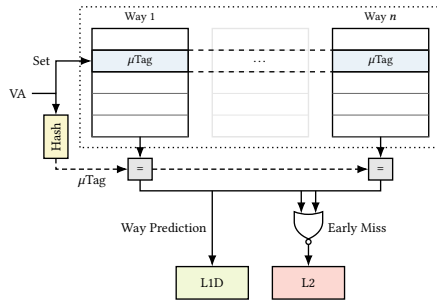 Way 1
Way n
Set
μTag
...
μTag
VA
Hash
=
=
μTag
Way Prediction
Early Miss
L1D
L2